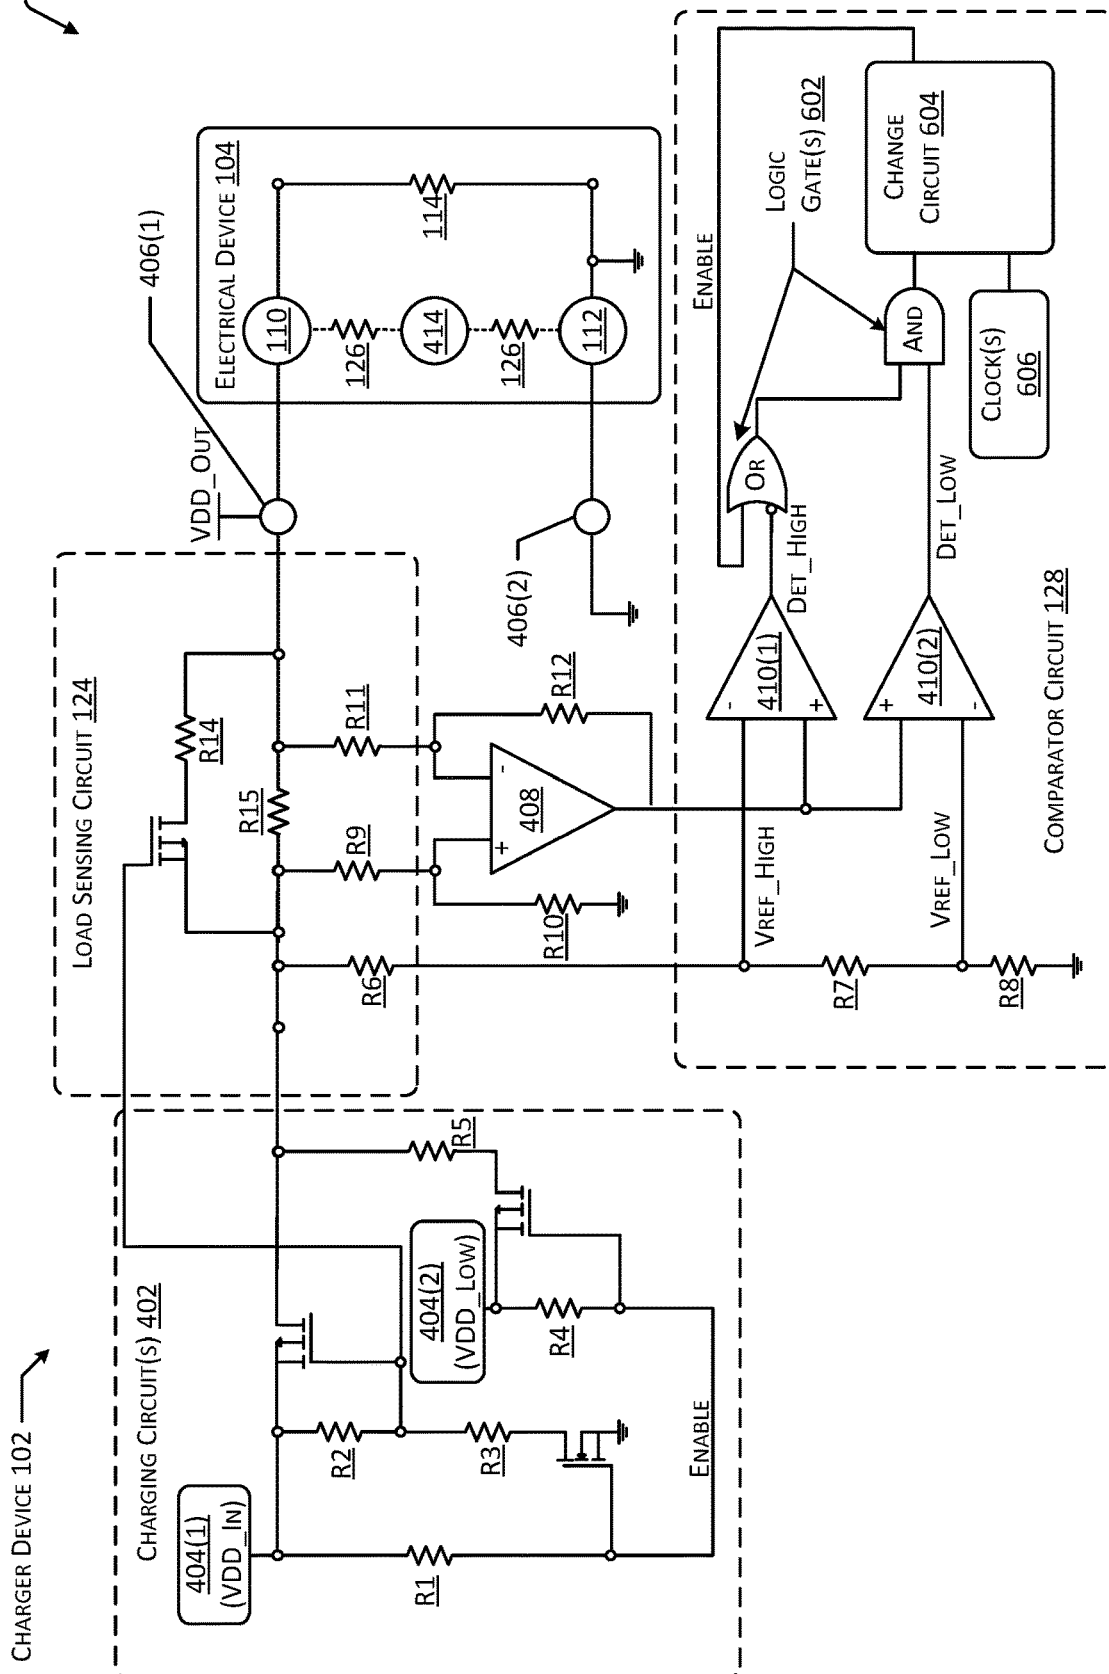 CHARGER DEVICE 102
CHARGING CIRCUIT(S) 402
404(1)
(VDD_IN)
R1
R2
R3
404(2)
(VDD_LOW)
R4
R5
ENABLE
LOAD SENSING CIRCUIT 124
R14
R15
R6
R9
R11
R10
408
+
-
R12
VDD_OUT
406(1)
406(2)
ELECTRICAL DEVICE 104
110
126
414
126
112
114
COMPARATOR CIRCUIT 128
VREF_HIGH
R7
VREF_LOW
R8
410(1)
-
+
410(2)
+
-
DET_HIGH
DET_LOW
OR
AND
ENABLE
LOGIC
GATE(S) 602
CHANGE
CIRCUIT 604
CLOCK(S)
606